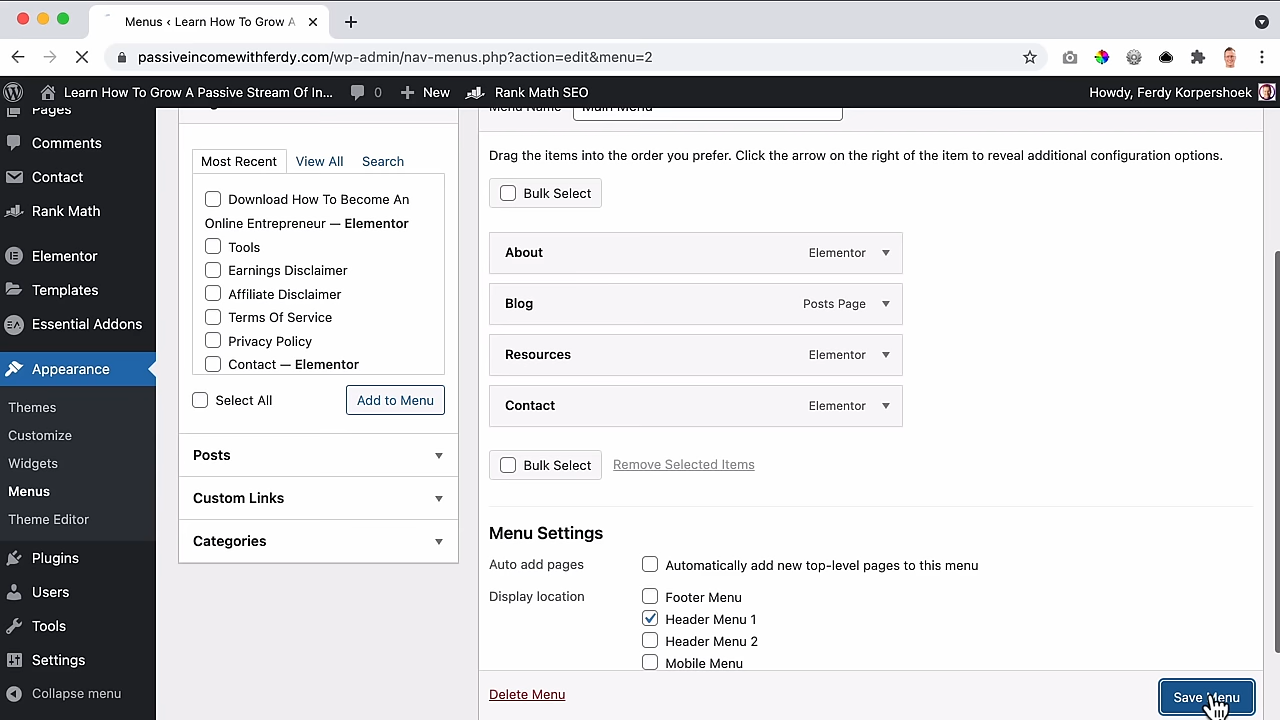 Menus ‹ Learn How To Grow A
passiveincomewithferdy.com/wp-admin/nav-menus.php?action=edit&menu=2
Learn How To Grow A Passive Stream Of In... 0 New Rank Math SEO Howdy, Ferdy Korpershoek
Pages
Comments
Contact
Rank Math
Elementor
Templates
Essential Addons
Appearance
Themes
Customize
Widgets
Menus
Theme Editor
Plugins
Users
Tools
Settings
Collapse menu
Most Recent View All Search
Download How To Become An
Online Entrepreneur — Elementor
Tools
Earnings Disclaimer
Affiliate Disclaimer
Terms Of Service
Privacy Policy
Contact — Elementor
Select All Add to Menu
Posts
Custom Links
Categories
Menu Name Main Menu
Drag the items into the order you prefer. Click the arrow on the right of the item to reveal additional configuration options.
Bulk Select
About Elementor
Blog Posts Page
Resources Elementor
Contact Elementor
Bulk Select Remove Selected Items
Menu Settings
Auto add pages Automatically add new top-level pages to this menu
Display location Footer Menu
Header Menu 1
Header Menu 2
Mobile Menu
Delete Menu Save Menu